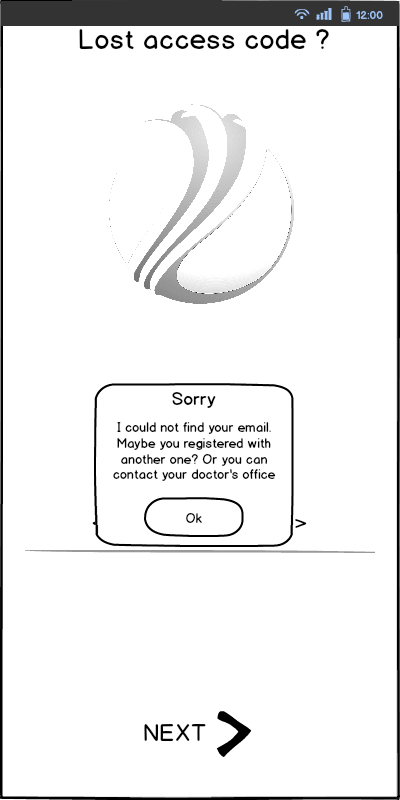 12:00
Lost access code ?
Sorry
I could not find your email.
Maybe you registered with
another one? Or you can
contact your doctor's office
Ok
>
NEXT